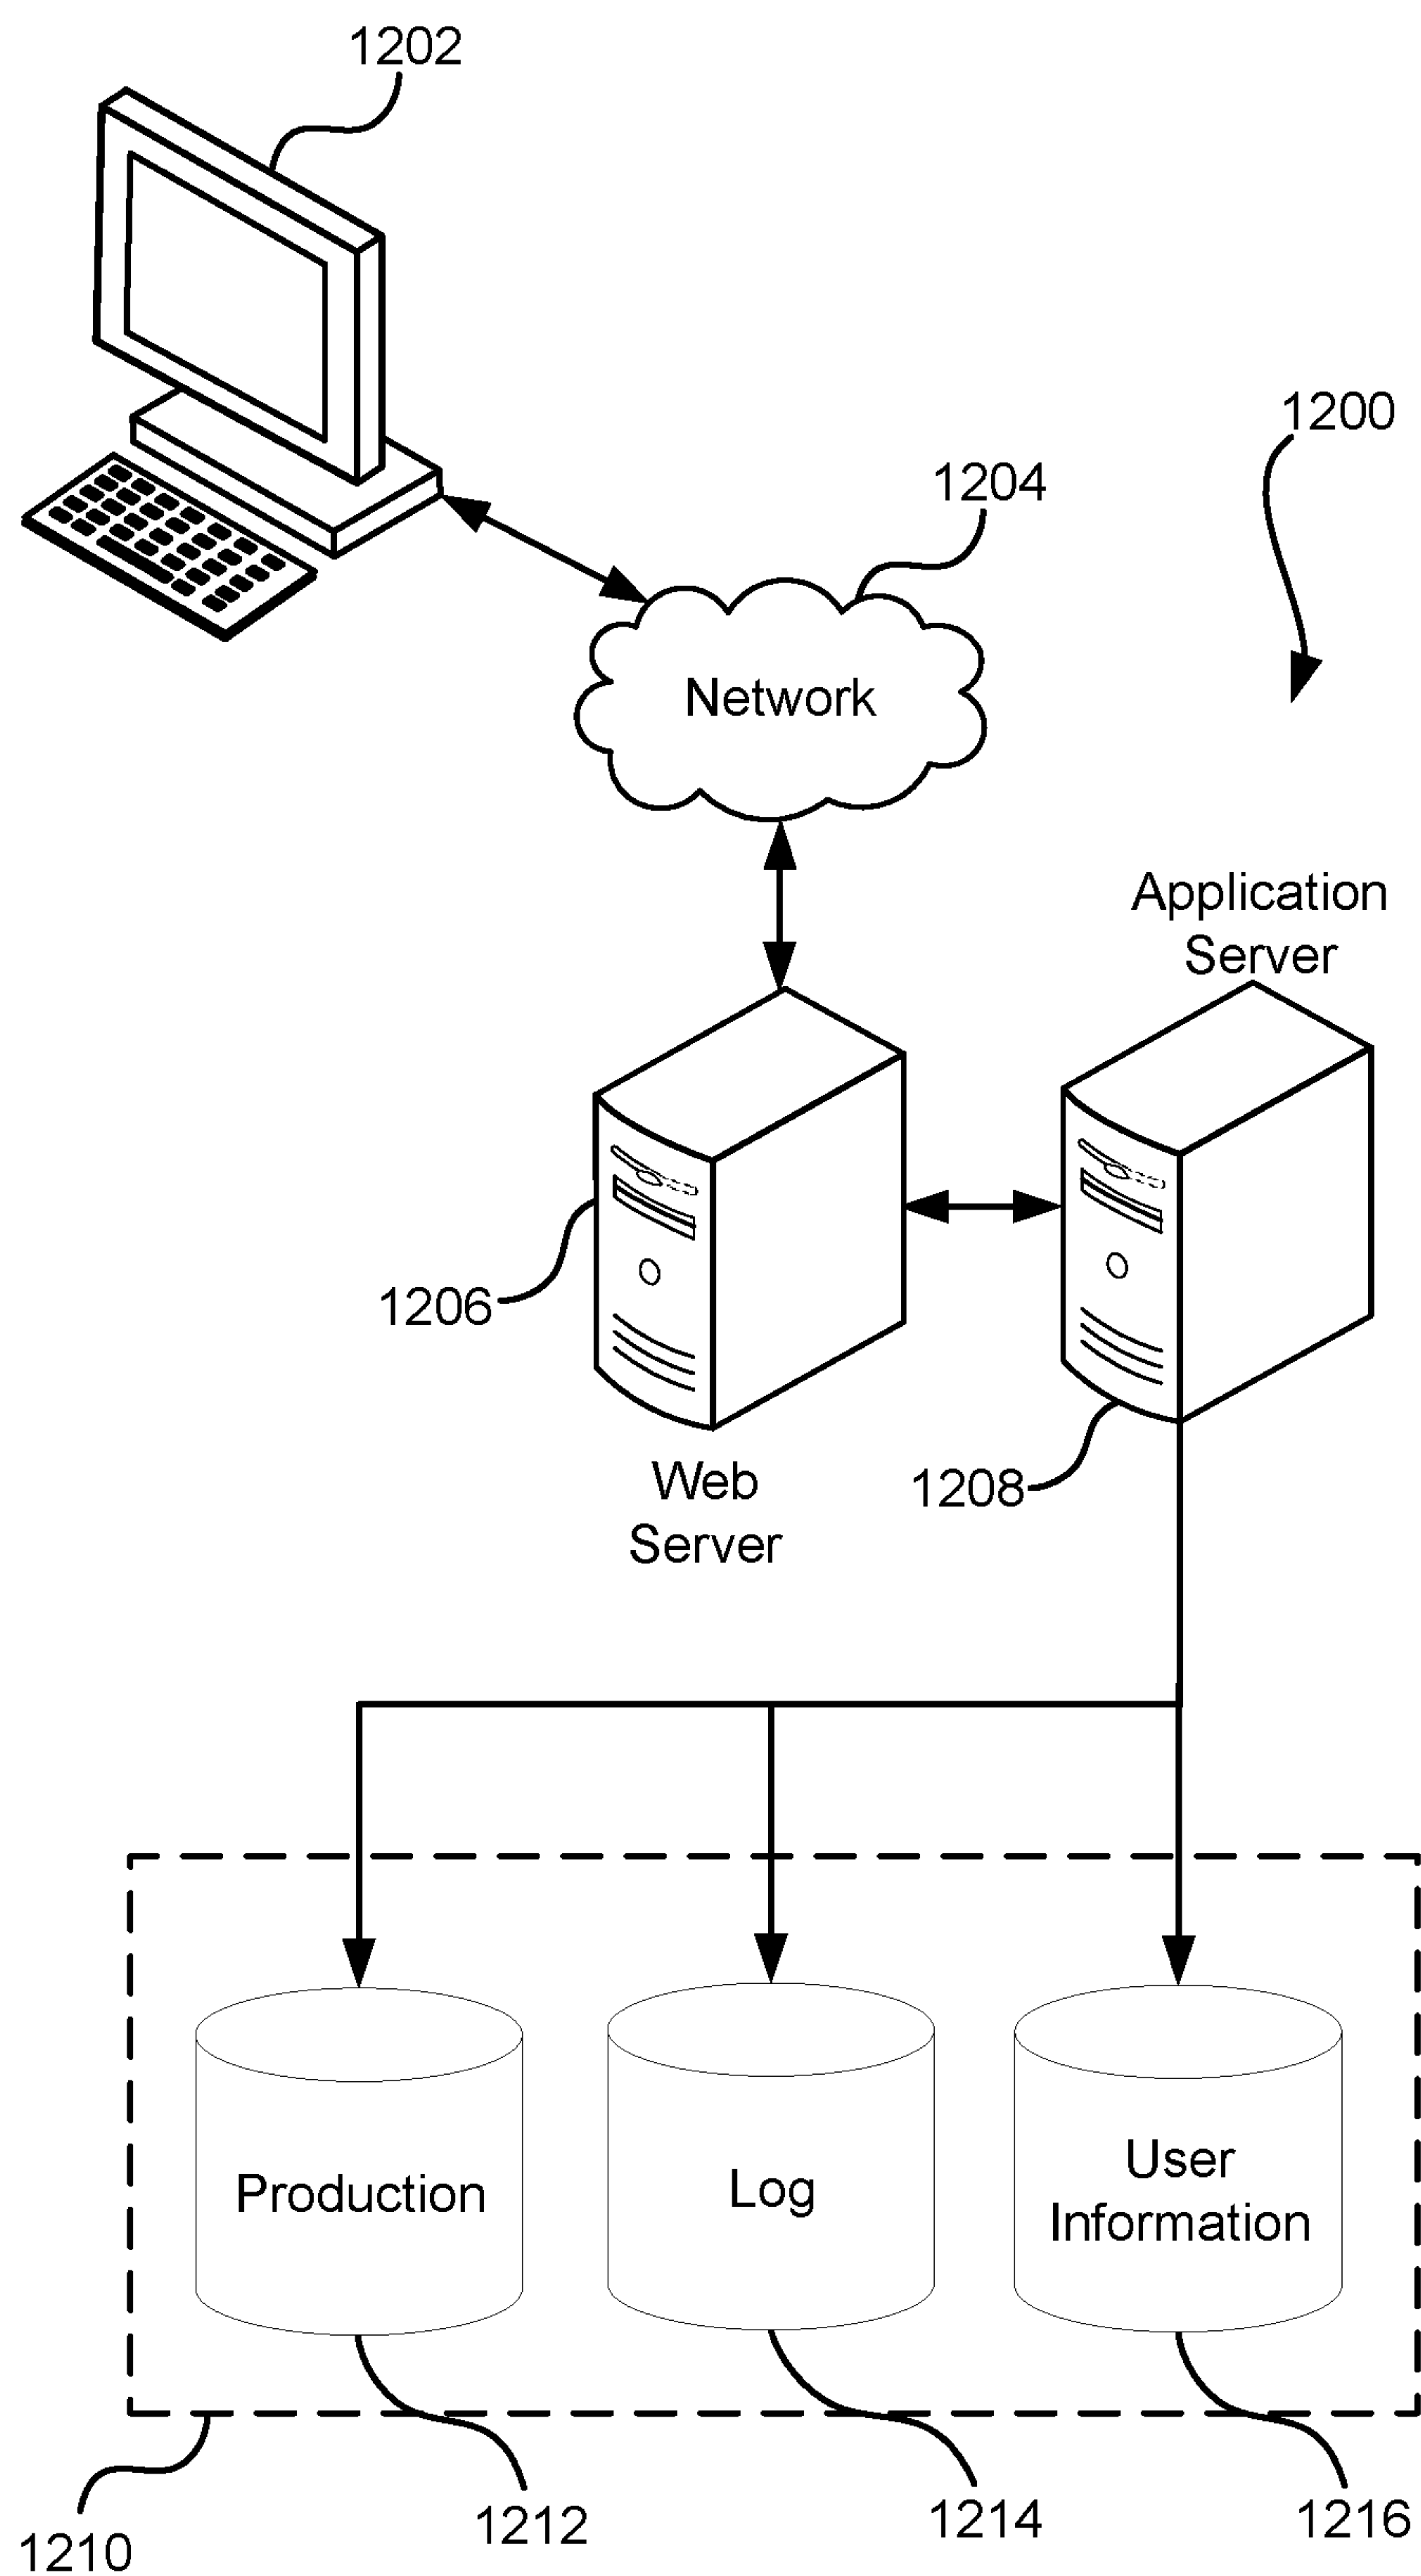 1202
1200
1204
Network
Application
Server
1206
1208
Web
Server
Production
Log
User
Information
1210
1212
1214
1216